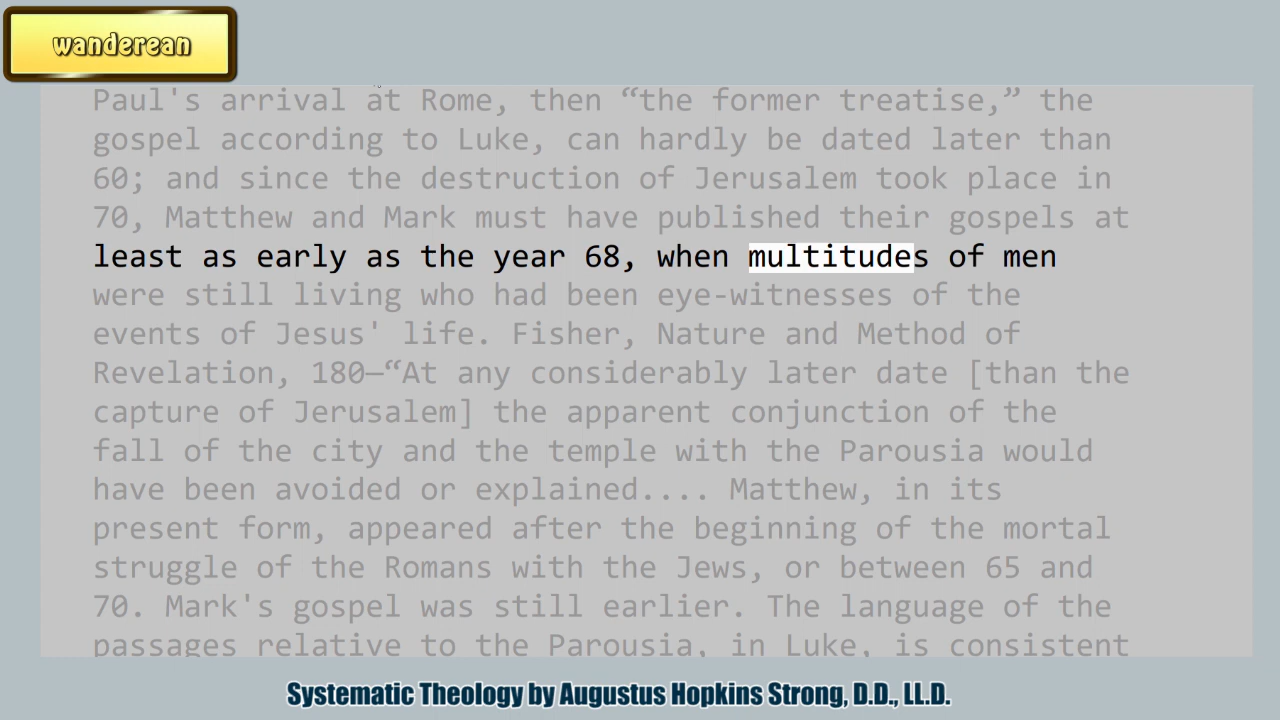 wanderean
Paul's arrival at Rome, then “the former treatise,” the
gospel according to Luke, can hardly be dated later than
60; and since the destruction of Jerusalem took place in
70, Matthew and Mark must have published their gospels at
least as early as the year 68, when multitudes of men
were still living who had been eye-witnesses of the
events of Jesus' life. Fisher, Nature and Method of
Revelation, 180—“At any considerably later date [than the
capture of Jerusalem] the apparent conjunction of the
fall of the city and the temple with the Parousia would
have been avoided or explained.... Matthew, in its
present form, appeared after the beginning of the mortal
struggle of the Romans with the Jews, or between 65 and
70. Mark's gospel was still earlier. The language of the
passages relative to the Parousia, in Luke, is consistent
Systematic Theology by Augustus Hopkins Strong, D.D., LL.D.